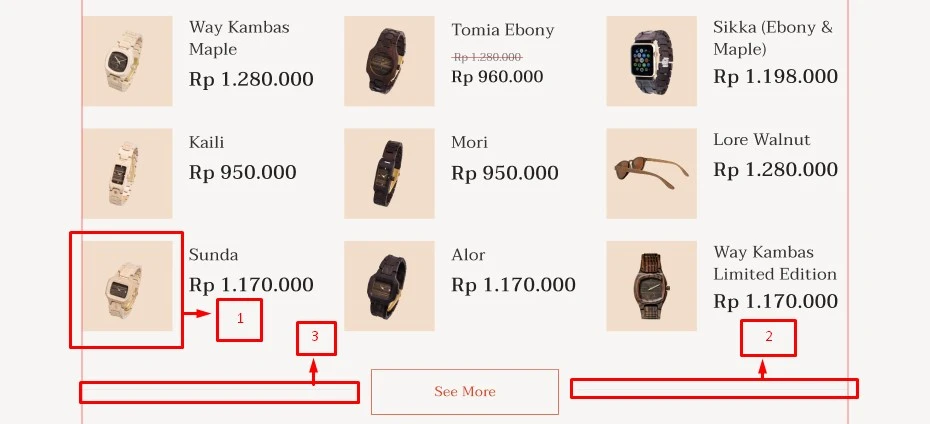 Way Kambas
Maple
Rp 1.280.000
Tomia Ebony
Rp 1.280.000
Rp 960.000
Sikka (Ebony &
Maple)
Rp 1.198.000
Kaili
Rp 950.000
Mori
Rp 950.000
Lore Walnut
Rp 1.280.000
Sunda
Rp 1.170.000
Alor
Rp 1.170.000
Way Kambas
Limited Edition
Rp 1.170.000
1
3
2
See More